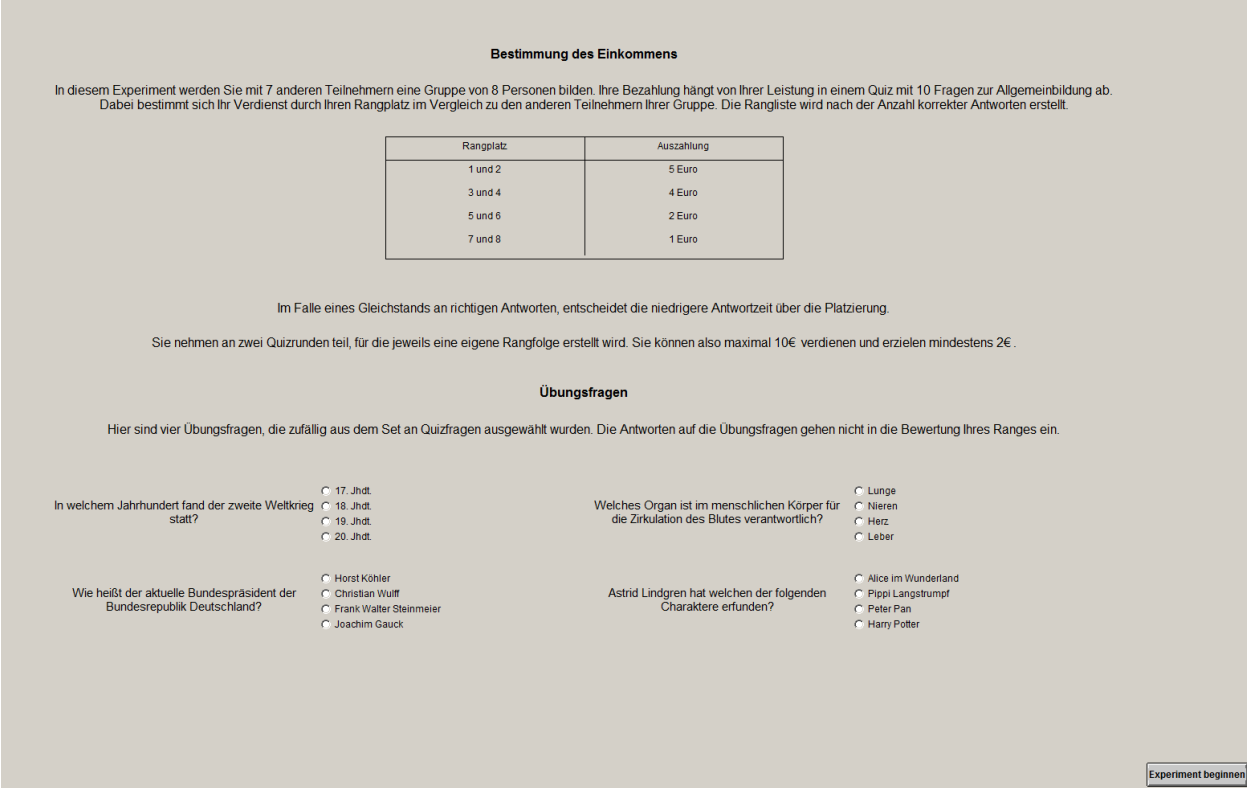 Bestimmung des Einkommens
In diesem Experiment werden Sie mit 7 anderen Teilnehmern eine Gruppe von 8 Personen bilden. Ihre Bezahlung hängt von Ihrer Leistung in einem Quiz mit 10 Fragen zur Allgemeinbildung ab.
Dabei bestimmt sich Ihr Verdienst durch Ihren Rangplatz im Vergleich zu den anderen Teilnehmern Ihrer Gruppe. Die Rangliste wird nach der Anzahl korrekter Antworten erstellt.
Rangplatz Auszahlung
1 und 2 5 Euro
3 und 4 4 Euro
5 und 6 2 Euro
7 und 8 1 Euro
Im Falle eines Gleichstands an richtigen Antworten, entscheidet die niedrigere Antwortzeit über die Platzierung.
Sie nehmen an zwei Quizrunden teil, für die jeweils eine eigene Rangfolge erstellt wird. Sie können also maximal 10€ verdienen und erzielen mindestens 2€ .
Übungsfragen
Hier sind vier Übungsfragen, die zufällig aus dem Set an Quizfragen ausgewählt wurden. Die Antworten auf die Übungsfragen gehen nicht in die Bewertung Ihres Ranges ein.
In welchem Jahrhundert fand der zweite Weltkrieg
statt?
17. Jhdt.
18. Jhdt.
19. Jhdt.
20. Jhdt.
Welches Organ ist im menschlichen Körper für
die Zirkulation des Blutes verantwortlich?
Lunge
Nieren
Herz
Leber
Wie heißt der aktuelle Bundespräsident der
Bundesrepublik Deutschland?
Horst Köhler
Christian Wulff
Frank Walter Steinmeier
Joachim Gauck
Astrid Lindgren hat welchen der folgenden
Charaktere erfunden?
Alice im Wunderland
Pippi Langstrumpf
Peter Pan
Harry Potter
Experiment beginnen